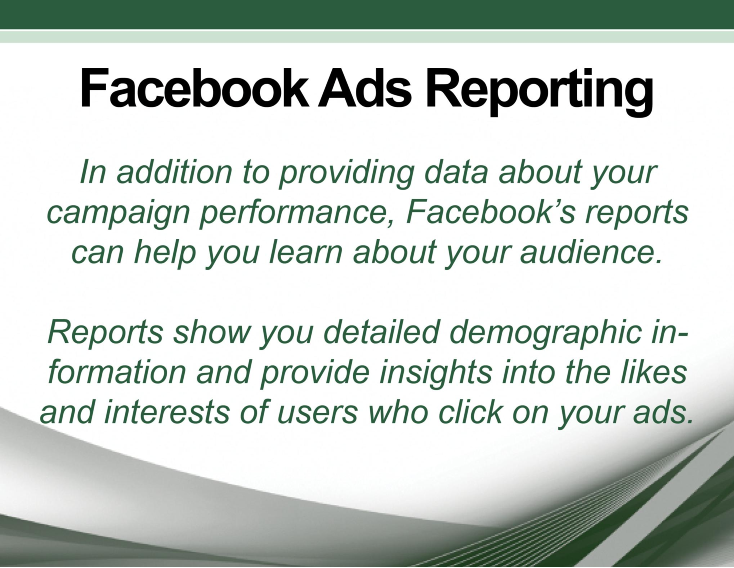 Facebook Ads Reporting
In addition to providing data about your
campaign performance, Facebook’s reports
can help you learn about your audience.
Reports show you detailed demographic in-
formation and provide insights into the likes
and interests of users who click on your ads.